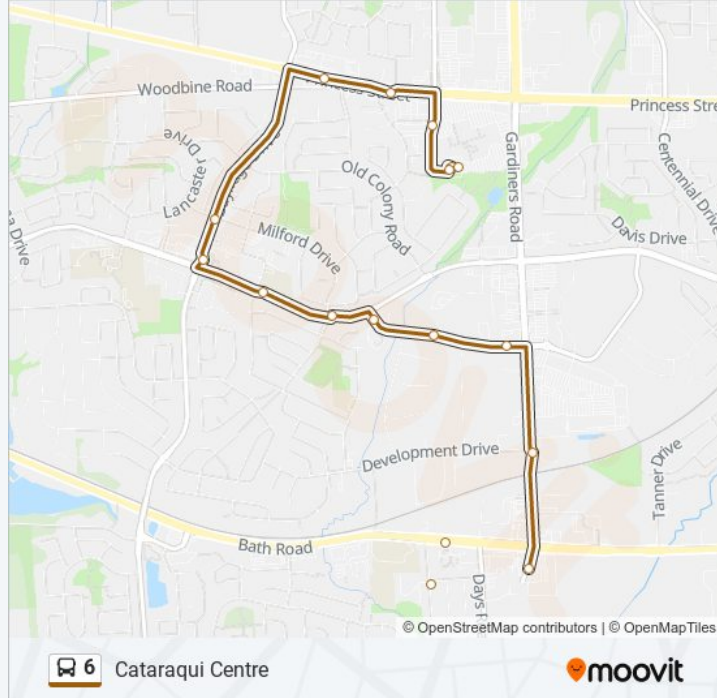 Woodbine Road
Princess Street
Princess Stre
Lancaster Drive
Gardiners Road
Centennial Drive
Old Colony
Road
Milford Drive
Davis Drive
a Drive
Development Drive
Tanner Drive
Bath Road
Days R
© OpenStreetMap contributors | © OpenMapTiles
6 Cataraqui Centre
moovit